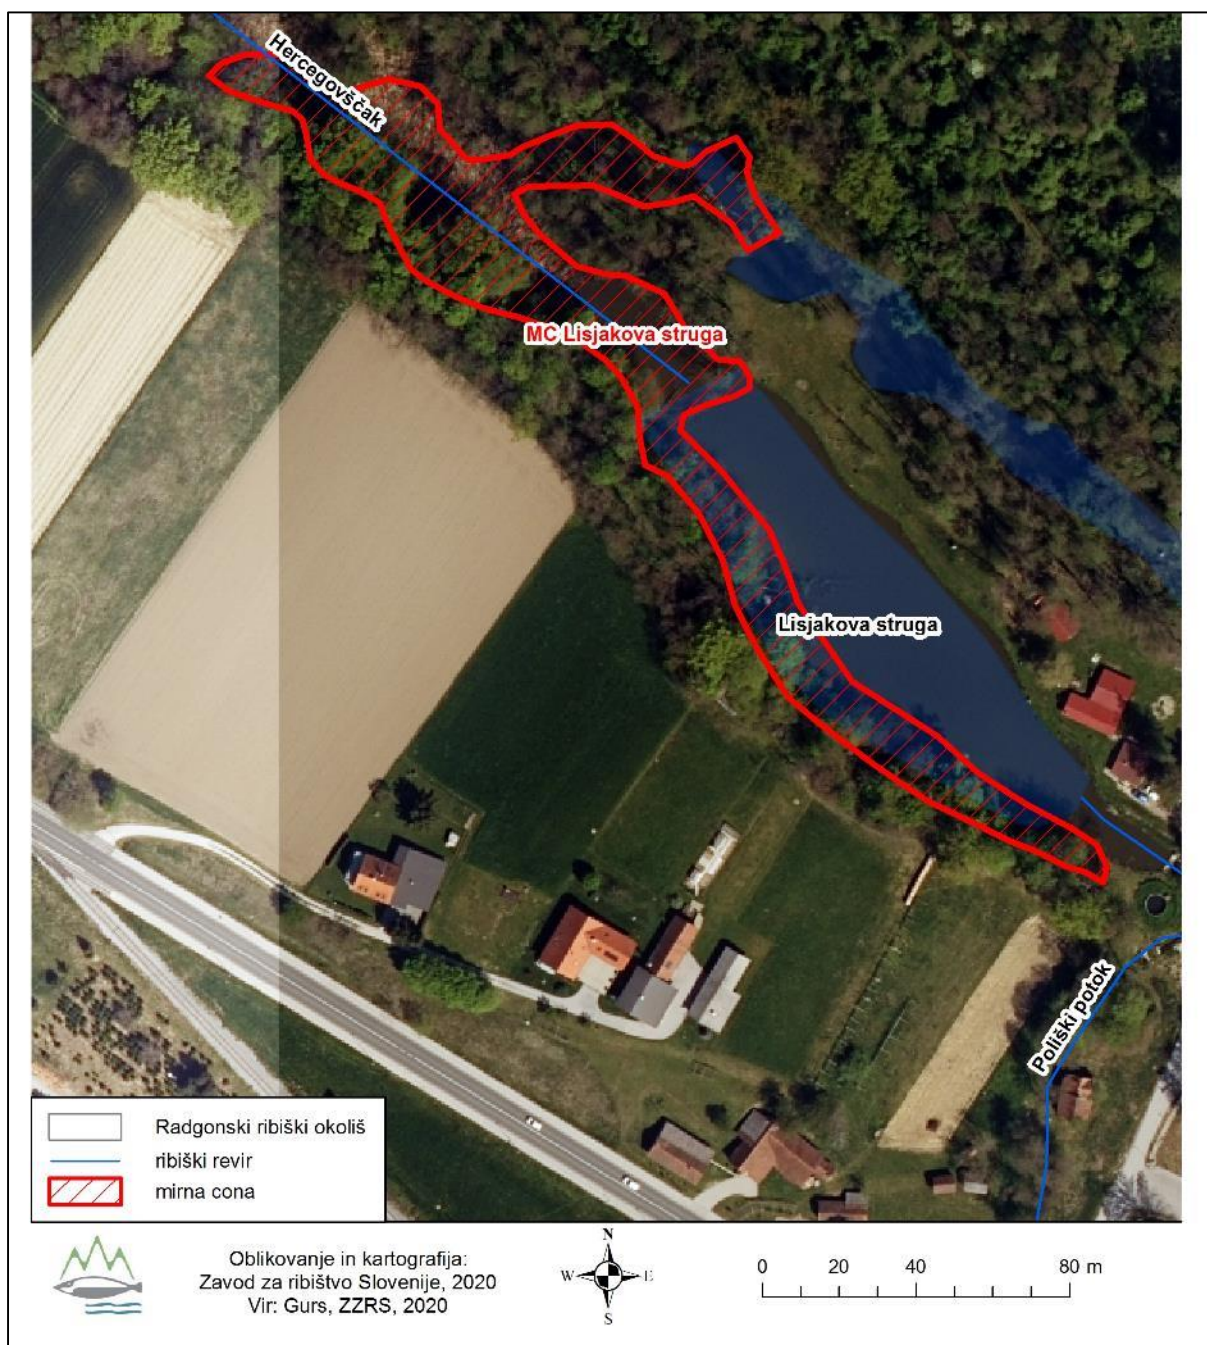 Hercegovščak
MC Lisjakova struga
Lisjakova struga
Poliški potok
Radgonski ribiški okoliš
ribiški revir
mirna cona
Oblikovanje in kartografija:
Zavod za ribištvo Slovenije, 2020
Vir: Gurs, ZZRS, 2020
N
W E
S
0 20 40 80 m